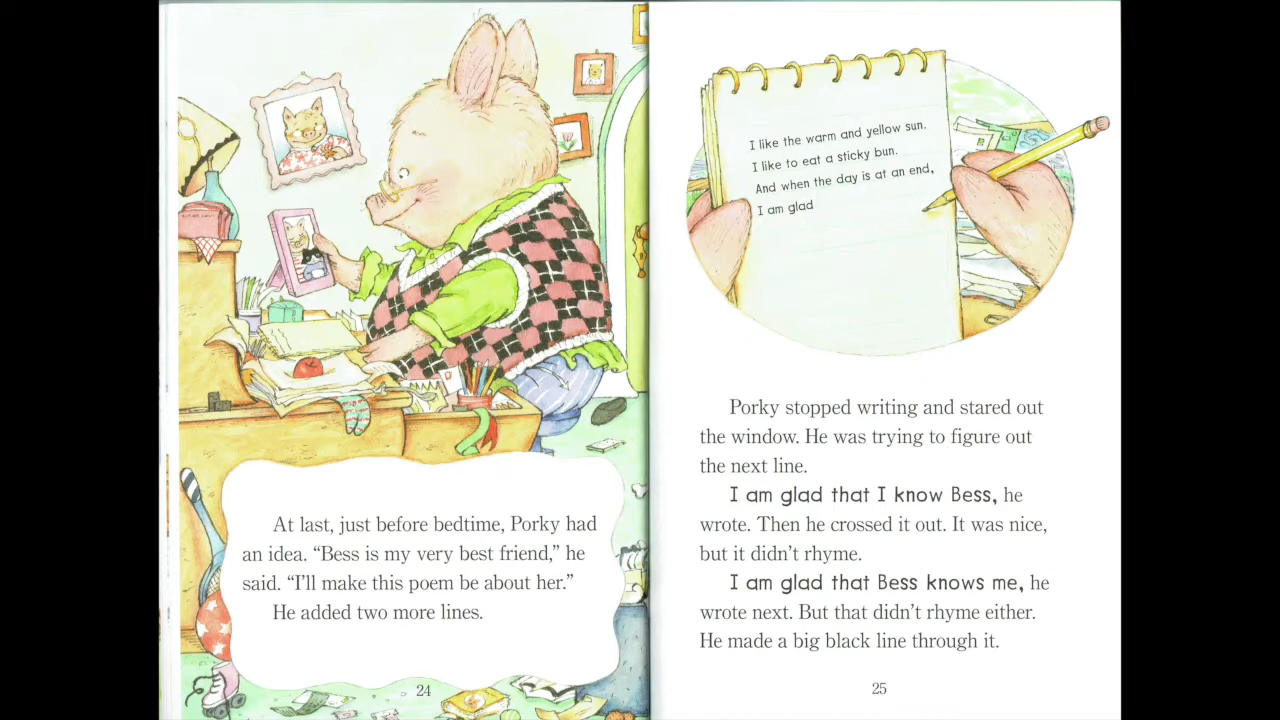 At last, just before bedtime, Porky had
an idea. “Bess is my very best friend,” he
said. “I’ll make this poem be about her.”
He added two more lines.
24
I like the warm and yellow sun.
I like to eat a sticky bun.
And when the day is at an end,
I am glad
Porky stopped writing and stared out
the window. He was trying to figure out
the next line.
I am glad that I know Bess, he
wrote. Then he crossed it out. It was nice,
but it didn’t rhyme.
I am glad that Bess knows me, he
wrote next. But that didn’t rhyme either.
He made a big black line through it.
25